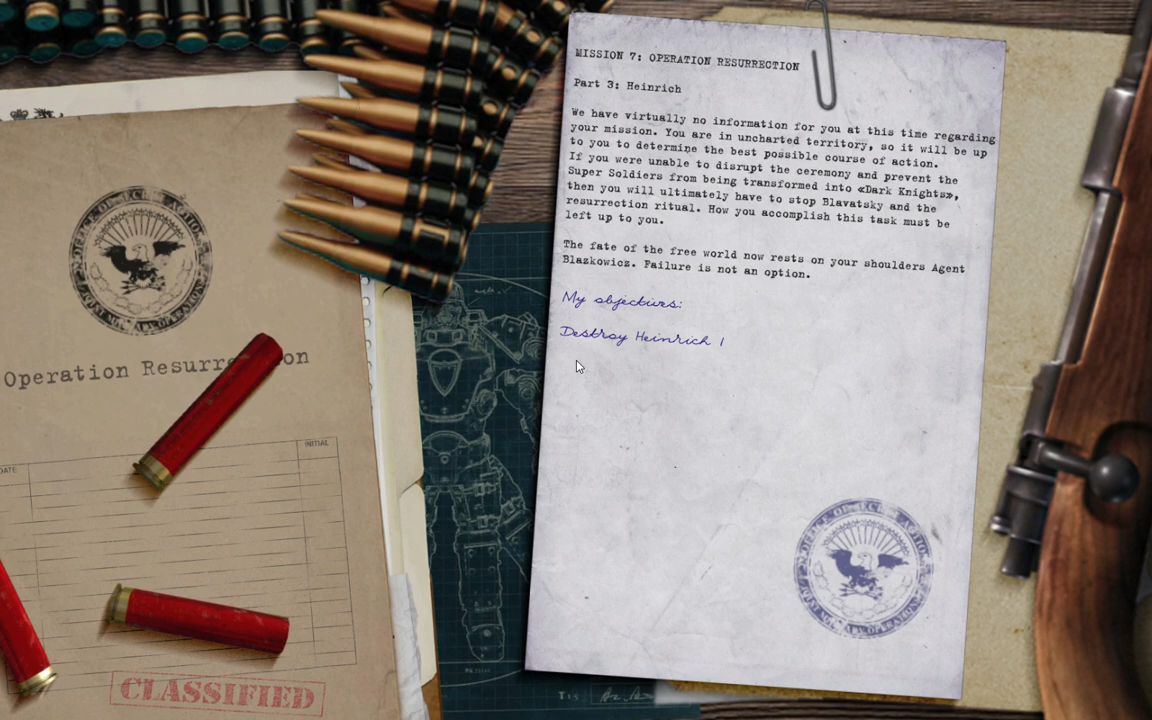 Operation Resur on
DATE
INITIAL
CLASSIFIED
MISSION 7: OPERATION RESURRECTION
Part 3: Heinrich
We have virtually no information for you at this time regarding
your mission. You are in uncharted territory, so it will be up
to you to determine the best possible course of action.
If you were unable to disrupt the ceremony and prevent the
Super Soldiers from being transformed into «Dark Knights»,
then you will ultimately have to stop Blavatsky and the
resurrection ritual. How you accomplish this task must be
left up to you.
The fate of the free world now rests on your shoulders Agent
Blazkowicz. Failure is not an option.
My objectives:
Destroy Heinrich I
OFFICE OF SECRET ACTION